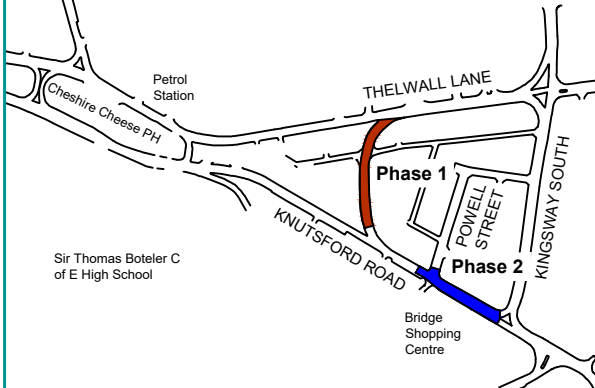 Petrol
Station
THELWALL LANE
Cheshire Cheese PH
Phase 1
POWELL
STREET
KINGSWAY SOUTH
KNUTSFORD ROAD
Phase 2
Sir Thomas Boteler C
of E High School
Bridge
Shopping
Centre